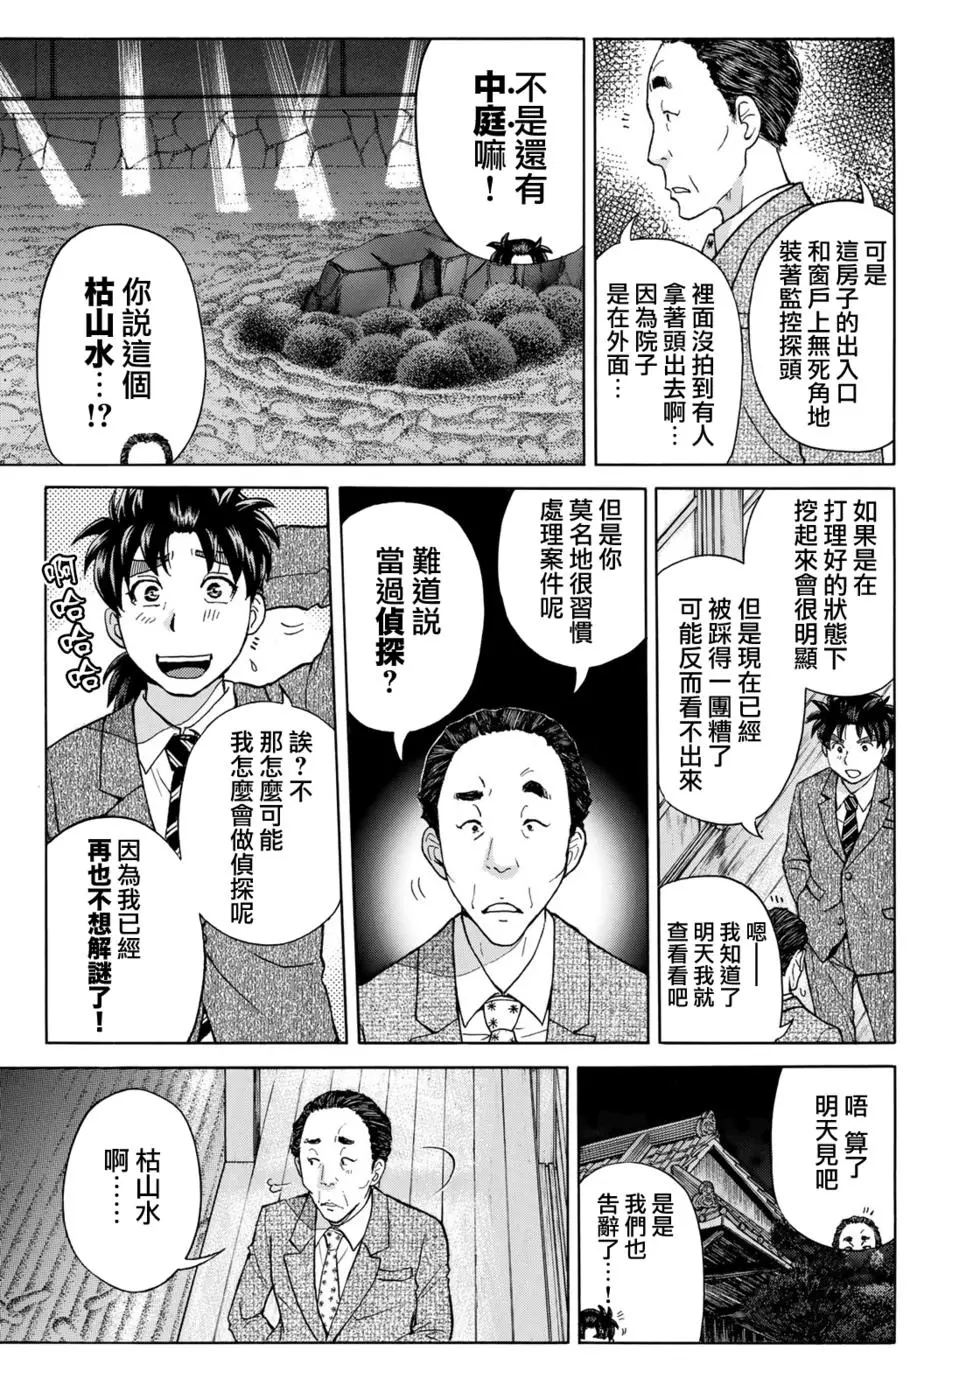 可是
這房子的出入口
和窗戶上無死角地
裝著監控探頭
裡面沒拍到有人
拿著頭出去啊…
因為院子
是在外面…
不是還有
中庭嘛！
你說這個
枯山水…!?
如果是在
打理好的狀態下
挖起來會很明顯
但是現在已經
被踩得一團糟了
可能反而看不出來
嗯——
我知道了
明天我就
查看看吧
但是你
莫名地很習慣
處理案件呢
難道說
當過偵探？
誒？不
那怎麼可能
我怎麼會做偵探呢
因為我已經
再也不想解謎了！
唔 算了
明天見吧
是是
我們也
告辭了……！
枯山水
啊……